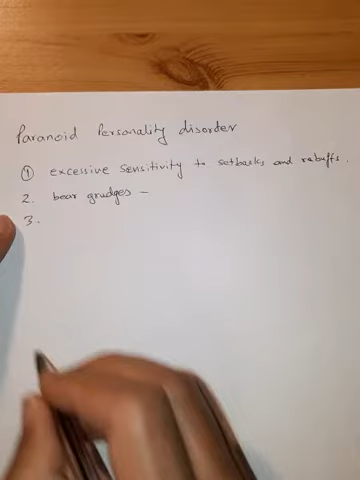 Paranoid Personality disorder
① excessive sensitivity to setbacks and rebuffs.
2. bear grudges –
3.